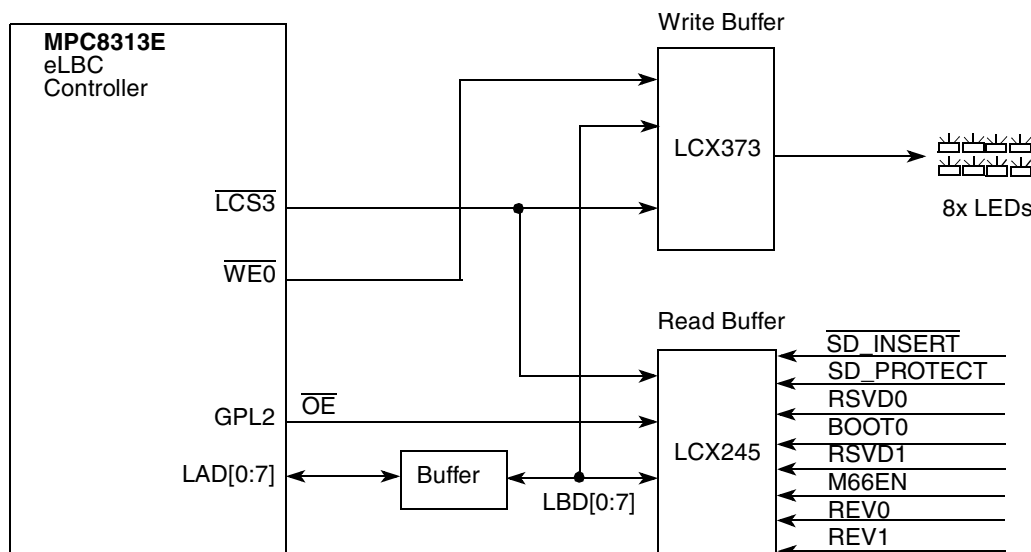 Write Buffer
MPC8313E
eLBC
Controller
LCX373
LCS3
8x LEDs
WE0
Read Buffer
SD_INSERT
SD_PROTECT
RSVD0
GPL2
OE
BOOT0
LCX245
RSVD1
LAD[0:7]
Buffer
M66EN
LBD[0:7]
REV0
REV1